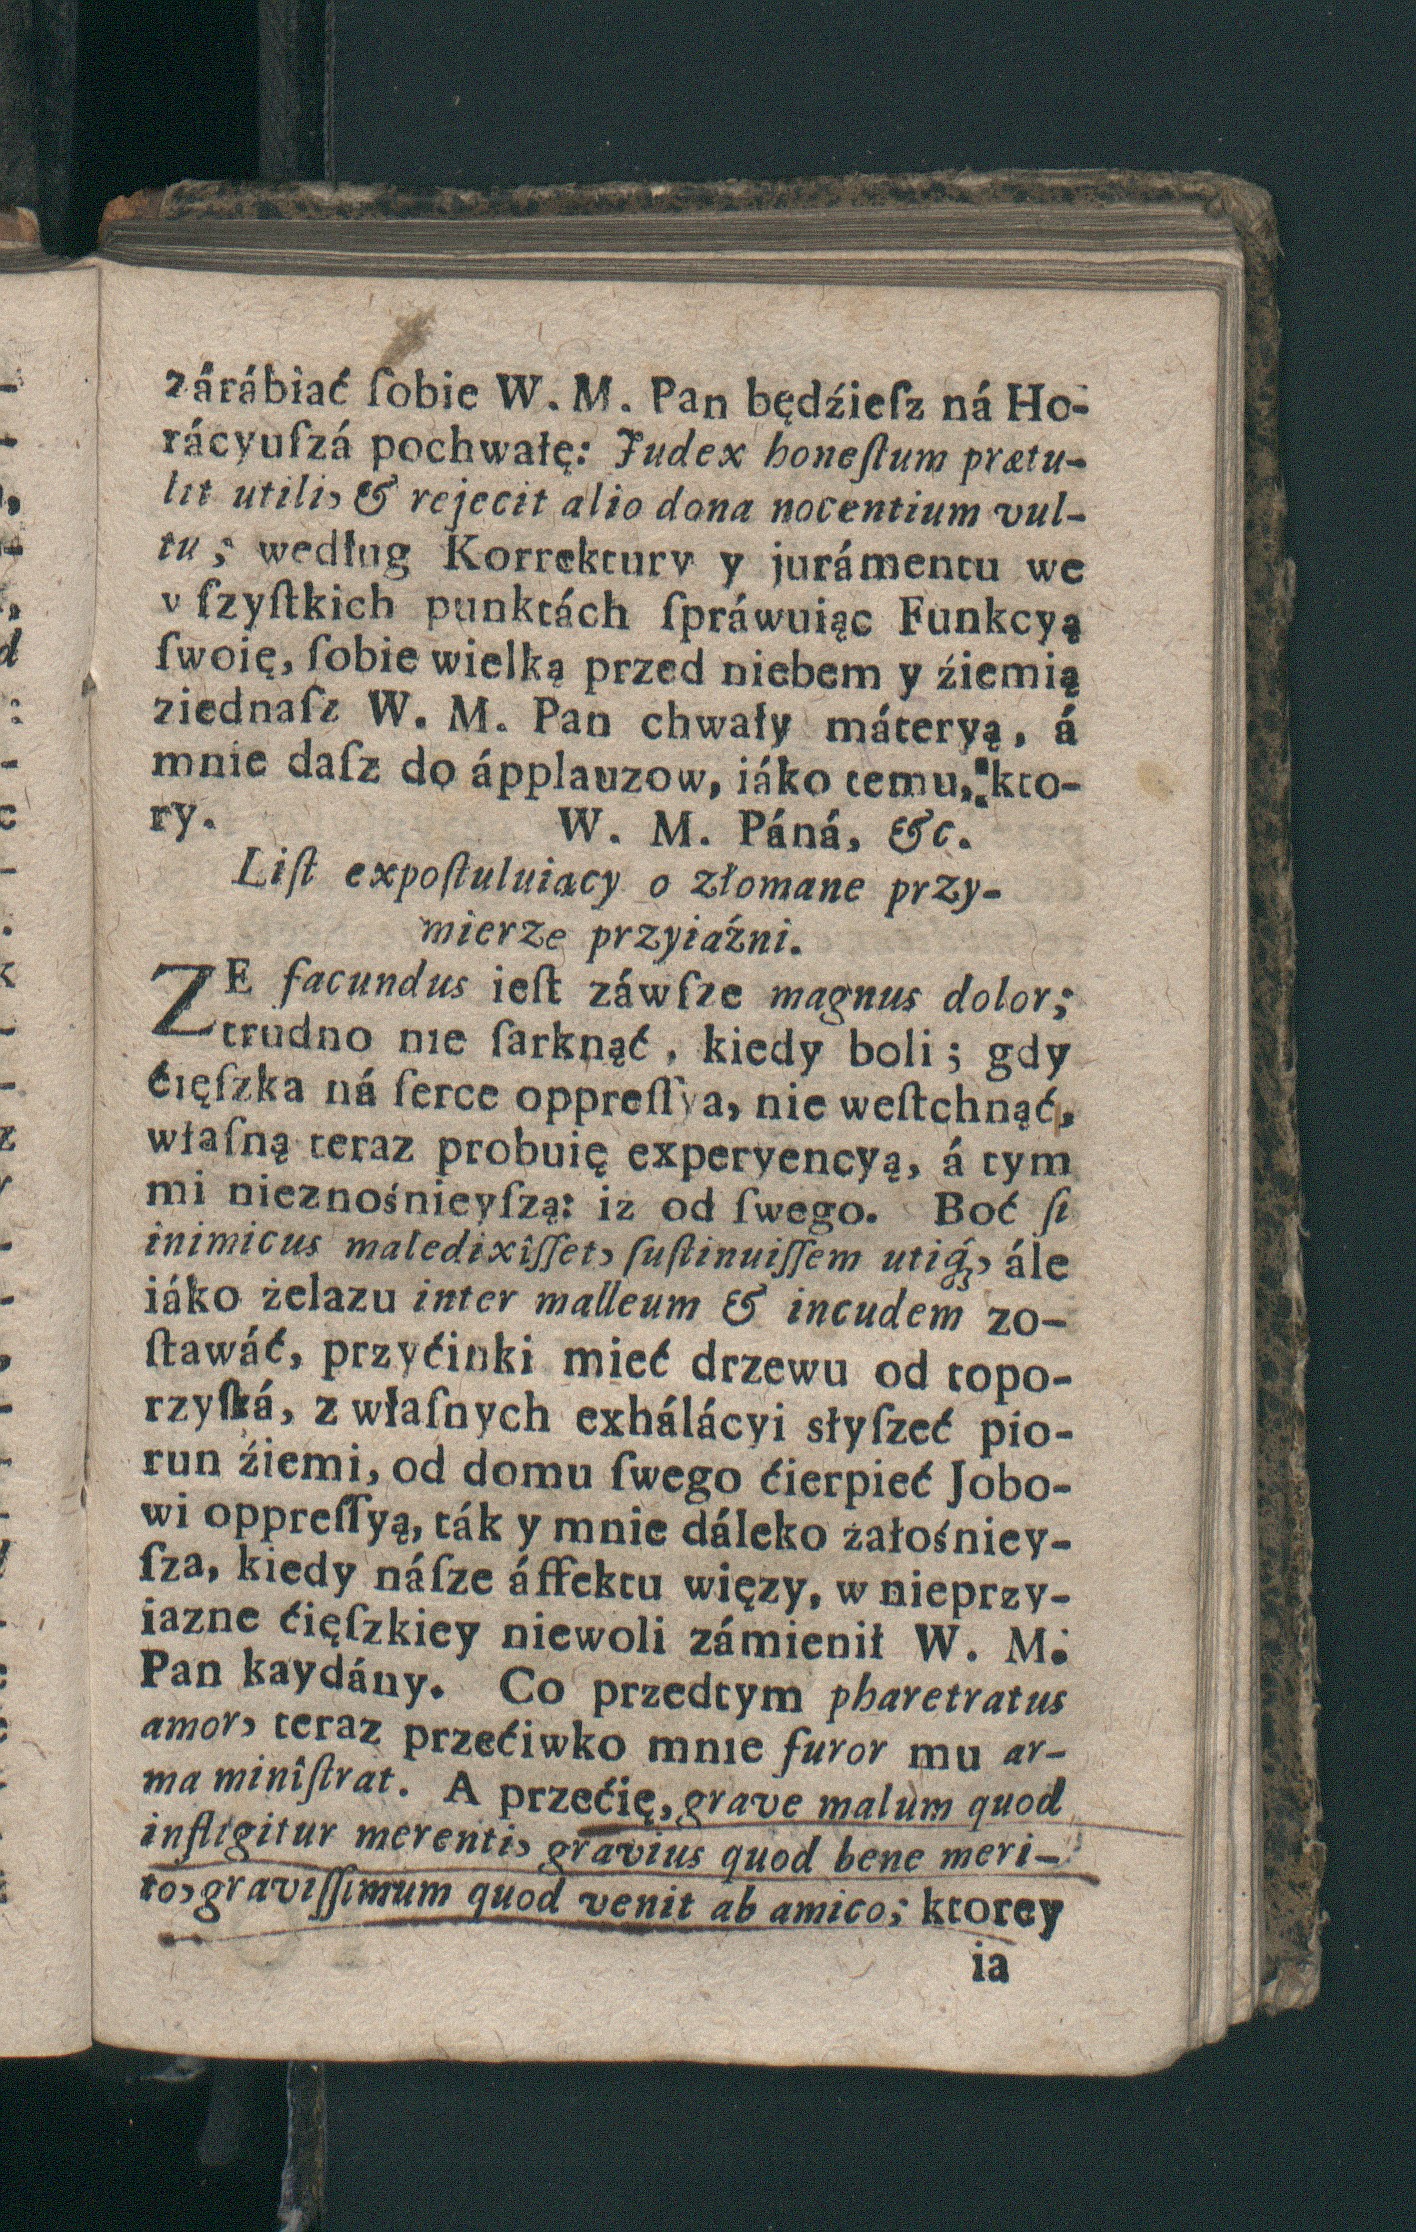 zárábiać ſobie W. M. Pan będźieſz ná Ho-
rácyuſzá pochwałę: Judex honeſtum prætu-
lit utili, & rejecit alio dona nocentium vul-
tu; według Korrektury y jurámentu we
vſzyſtkich punktách ſpráwuiąc Funkcyą
ſwoię, ſobie wielką przed niebem y źiemią
ziednaſz W. M. Pan chwały máteryą, á
mnie daſz do ápplauzow, iáko temu, kto-
ry. W. M. Páná, &c.
Liſt expoſtuluiacy o złomane przy-
mierze przyiaźni.
ZE facundus ieſt záwſze magnus dolor;
trudno nie ſarknąć, kiedy boli; gdy
ćięſzka ná ſerce oppreſſya, nie weſtchnąć,
właſną teraz probuię experyencyą, á tym
mi nieznośnieyſzą: iż od ſwego. Boć ſi
inimicus maledixîſſet, ſuſtinuiſſem utiq́ꝫ, ále
iáko żelazu inter malleum & incudem zo-
ſtawáć, przyćinki mieć drzewu od topo-
rzyſká, z właſnych exhálácyi słyſzeć pio-
run źiemi, od domu ſwego ćierpieć Jobo-
wi oppreſſyą, ták y mnie dáleko żałośniey-
ſza, kiedy náſze áffektu więzy, w nieprzy-
iazne ćięſzkiey niewoli zámienił W. M.
Pan kaydány. Co przedtym pharetratus
amor, teraz przećiwko mnie furor mu ar-
ma minîſtrat. A przećię, grave malum quod
infligitur merenti, gravius quod bene meri-
to, graviſſimum quod venit ab amico; ktorey
ia